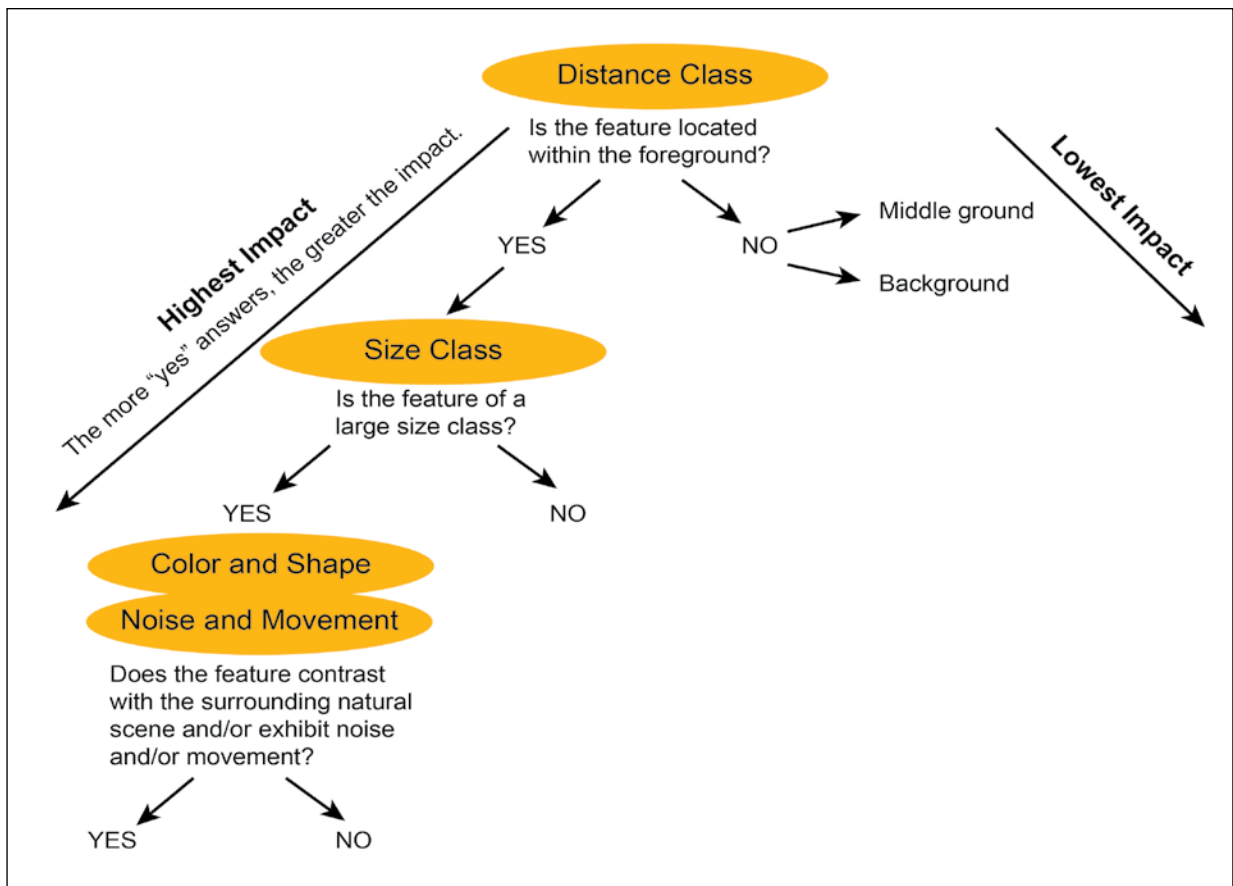 Distance Class
Is the feature located
within the foreground?
Highest Impact
The more “yes” answers, the greater the impact.
Lowest Impact
YES
NO
Middle ground
Background
Size Class
Is the feature of a
large size class?
YES
NO
Color and Shape
Noise and Movement
Does the feature contrast
with the surrounding natural
scene and/or exhibit noise
and/or movement?
YES
NO